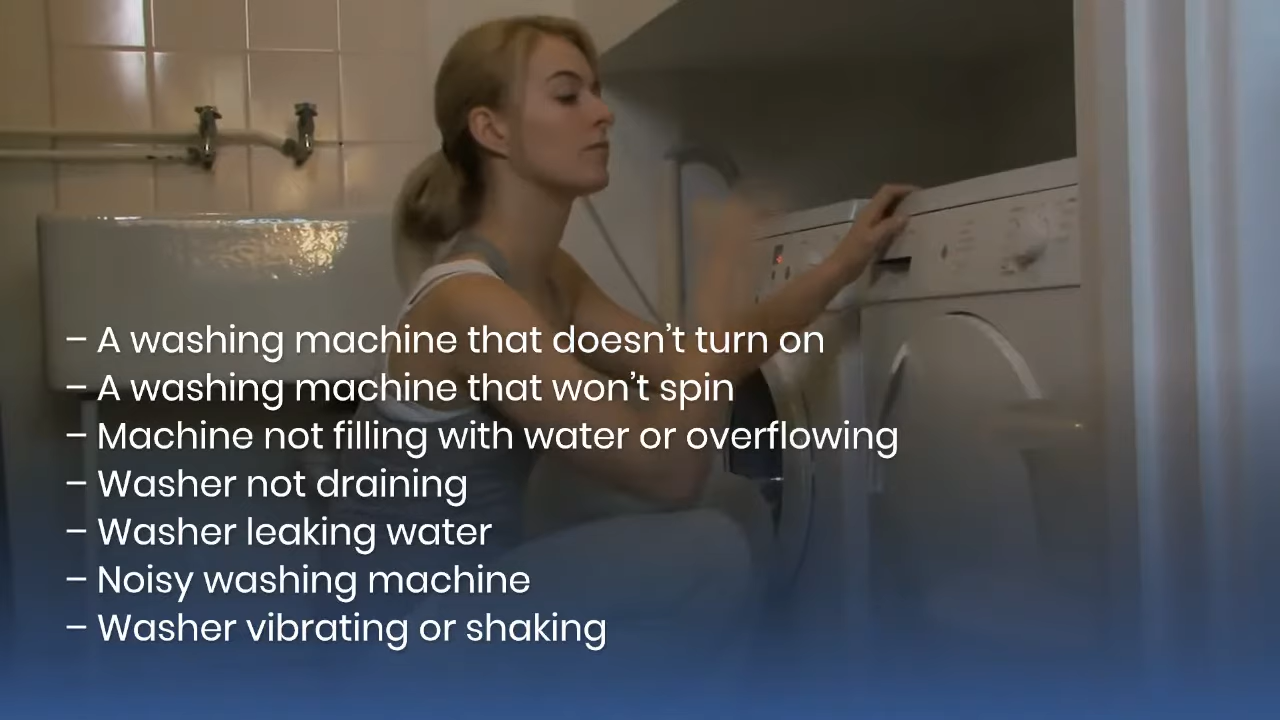 – A washing machine that doesn’t turn on
– A washing machine that won’t spin
– Machine not filling with water or overflowing
– Washer not draining
– Washer leaking water
– Noisy washing machine
– Washer vibrating or shaking